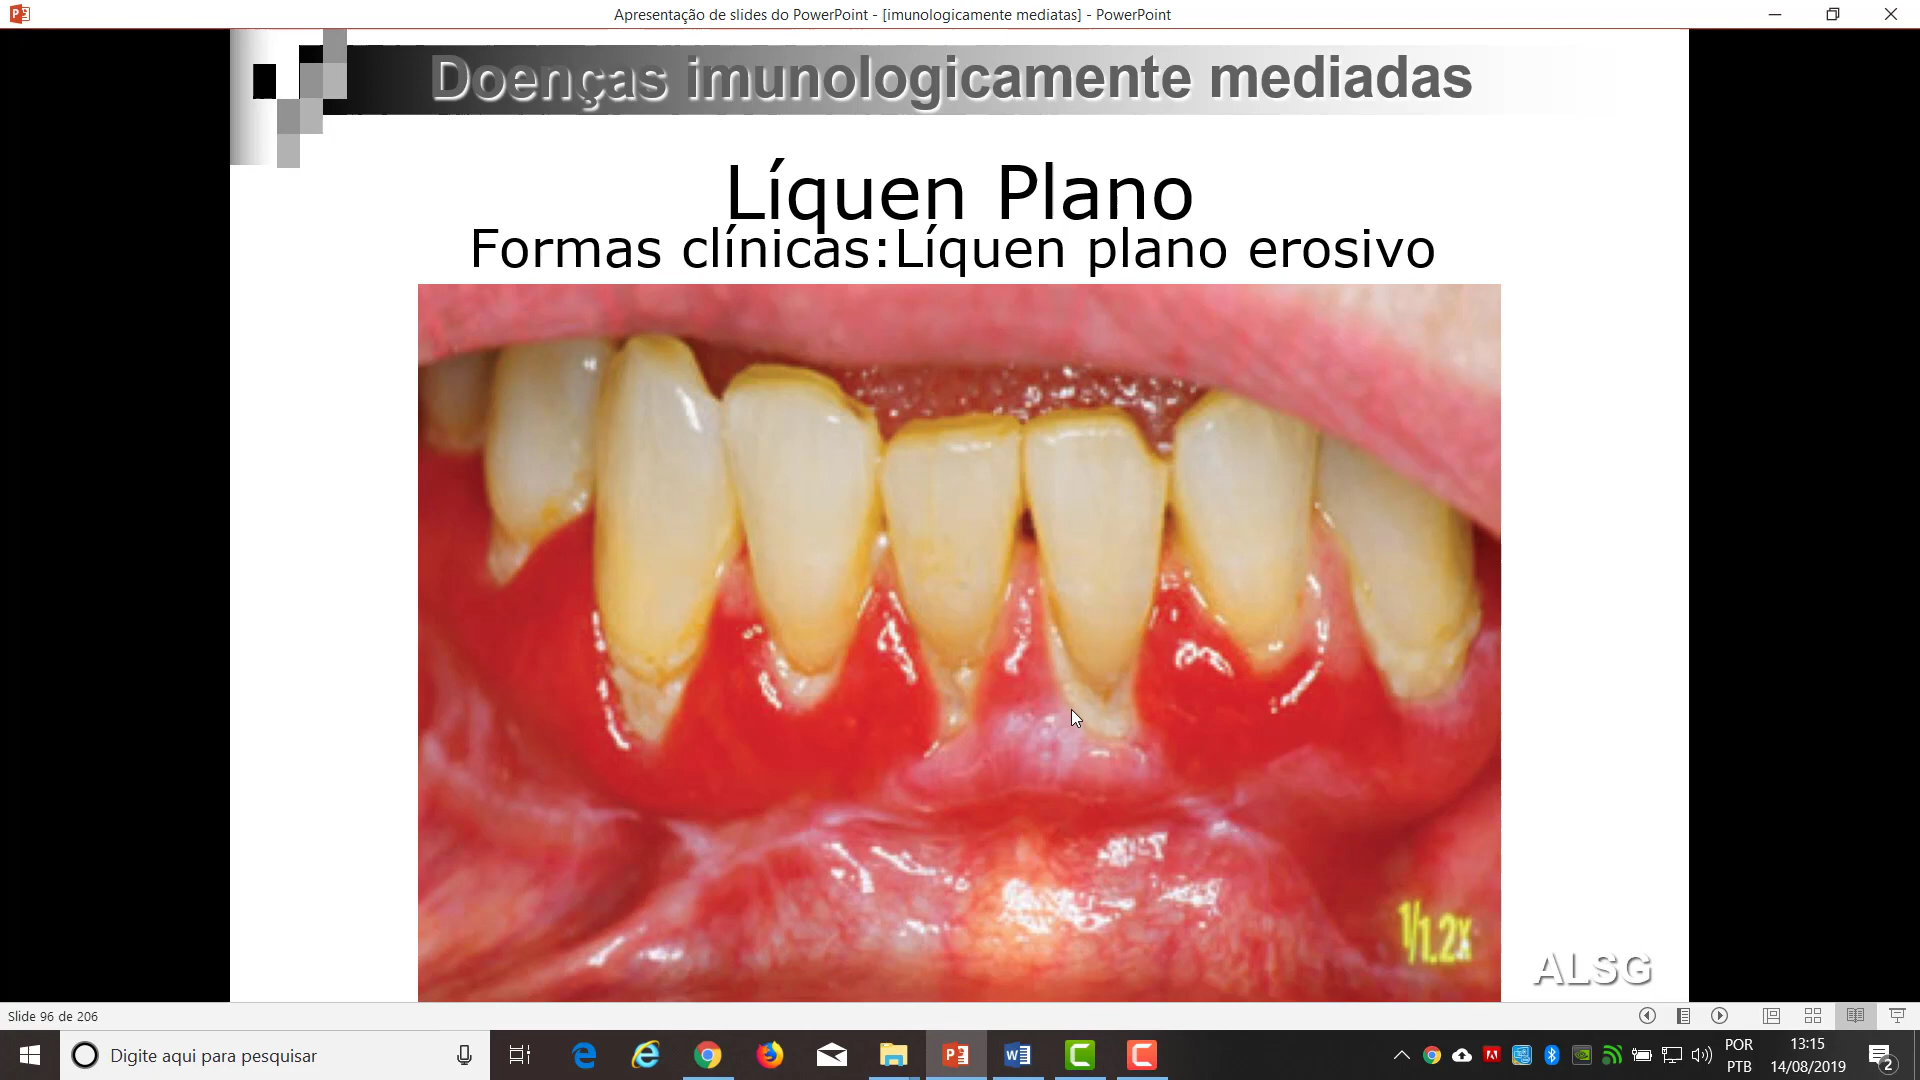 Apresentação de slides do PowerPoint - [imunologicamente mediatas] - PowerPoint
Doenças imunologicamente mediadas
Líquen Plano
Formas clínicas:Líquen plano erosivo
1/1.2X
ALSG
Slide 96 de 206
Digite aqui para pesquisar
POR
PTB
13:15
14/08/2019
2